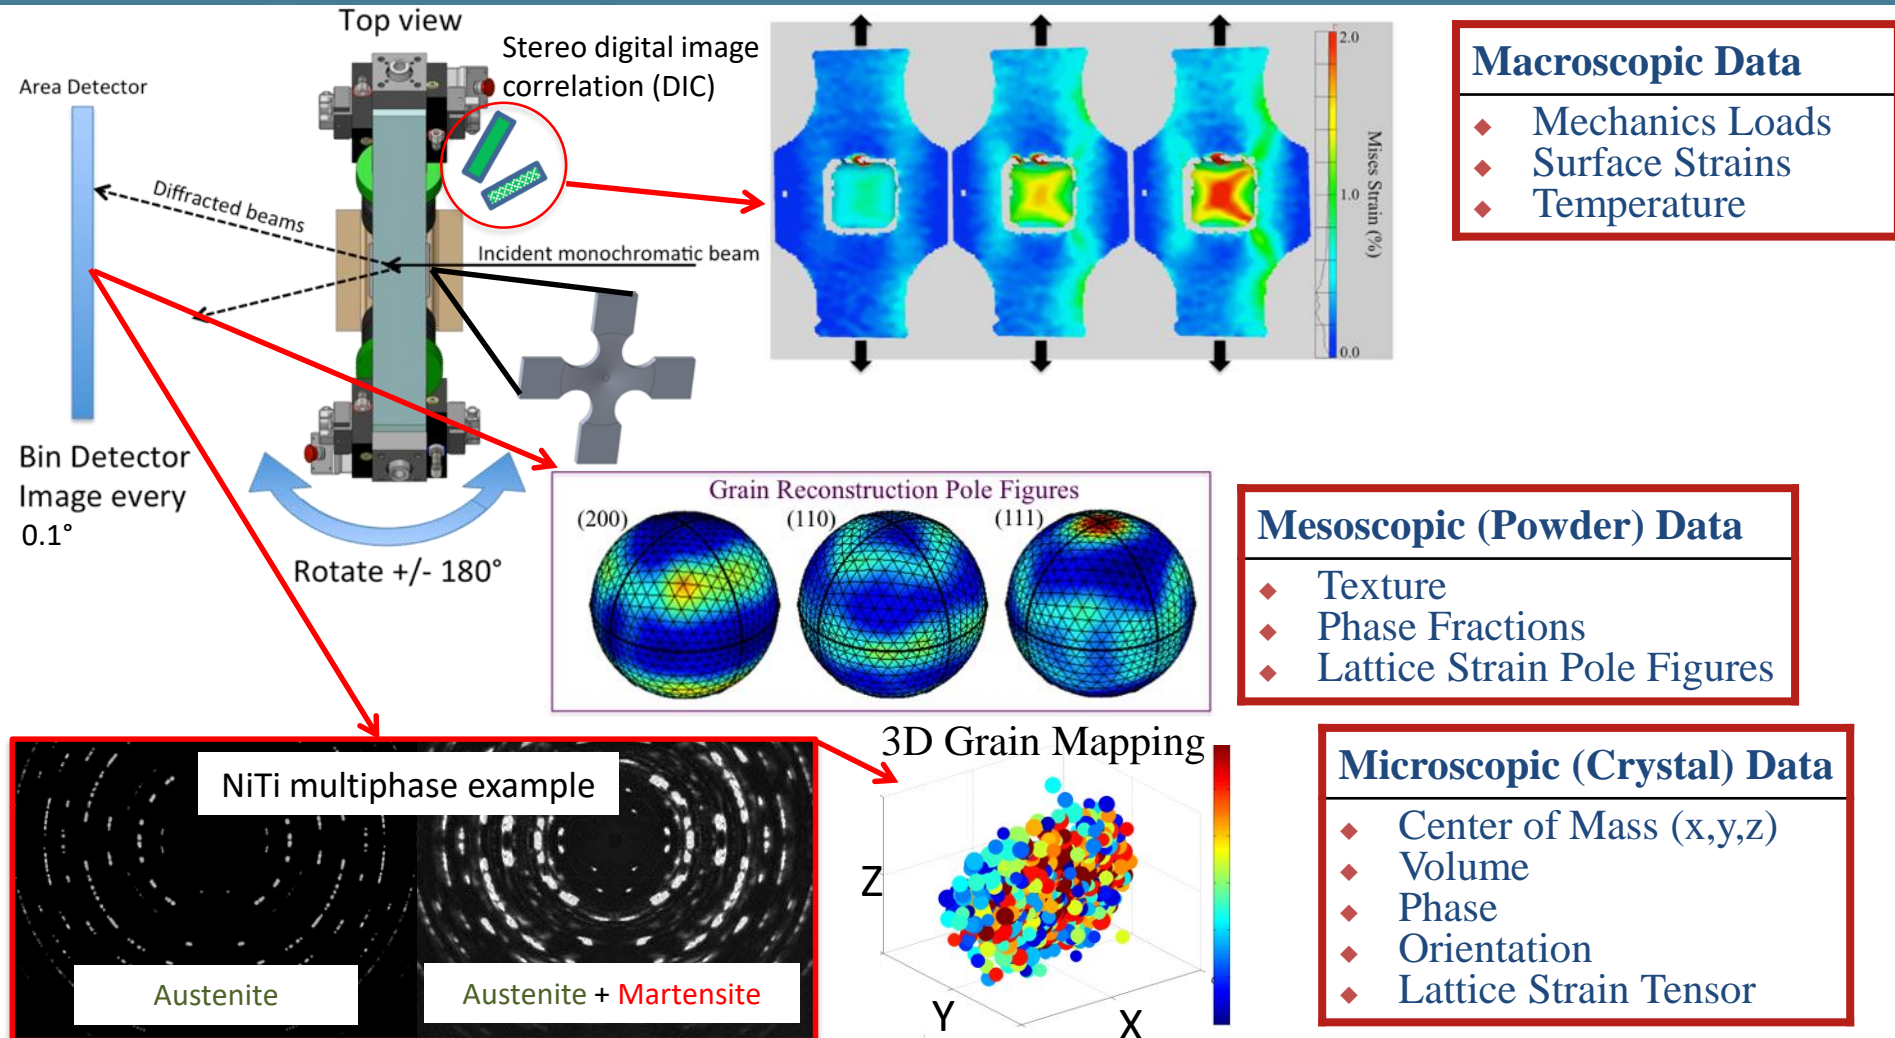 Top view
Stereo digital image
correlation (DIC)
Area Detector
Diffracted beams
Incident monochromatic beam
Bin Detector
Image every
0.1°
Rotate +/- 180°
2.0
1.0
0.0
Mises Strain (%)
Macroscopic Data
Mechanics Loads
Surface Strains
Temperature
Grain Reconstruction Pole Figures
(200)
(110)
(111)
Mesoscopic (Powder) Data
Texture
Phase Fractions
Lattice Strain Pole Figures
NiTi multiphase example
Austenite
Austenite + Martensite
3D Grain Mapping
Z
Y
X
Microscopic (Crystal) Data
Center of Mass (x,y,z)
Volume
Phase
Orientation
Lattice Strain Tensor